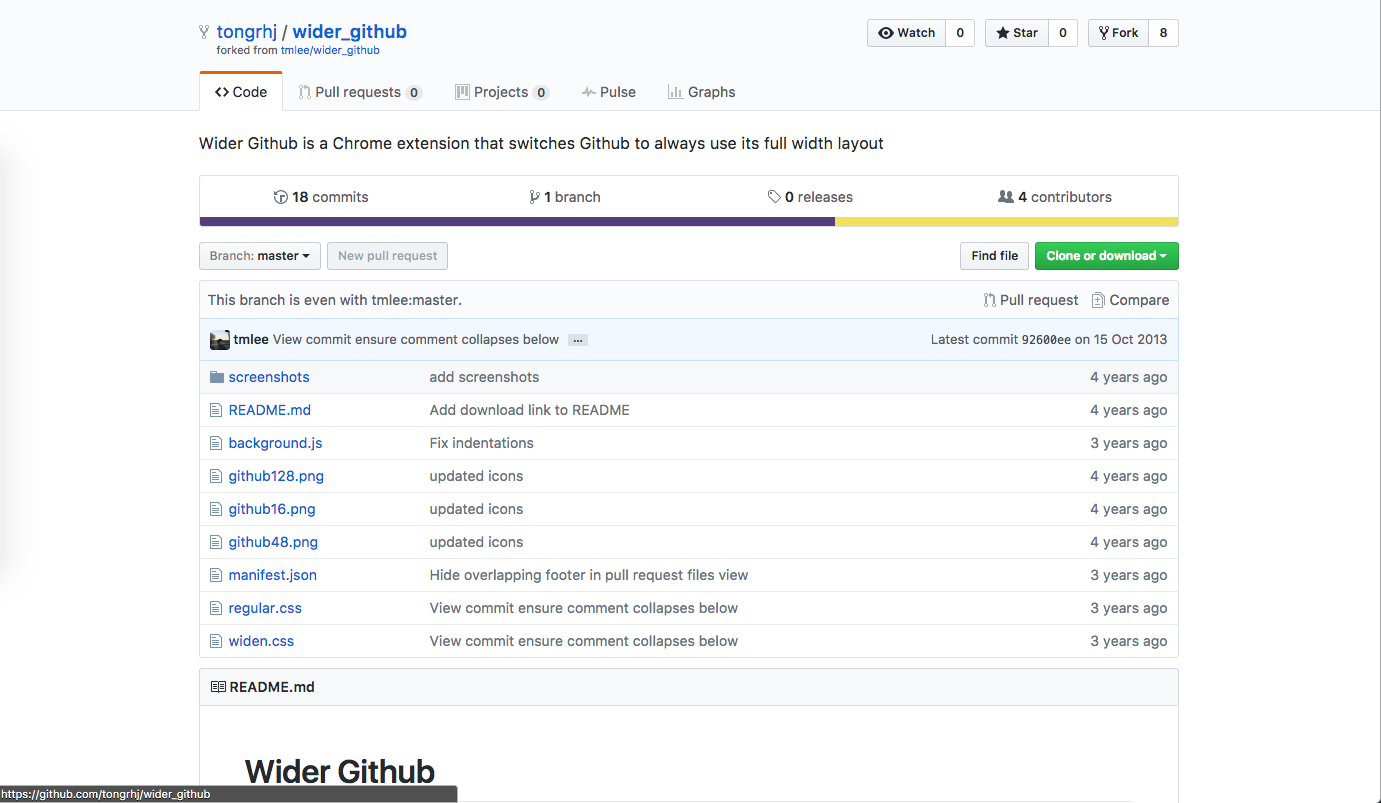 tongrhj / wider_github
forked from tmlee/wider_github
Watch 0 Star 0 Fork 8
Code Pull requests 0 Projects 0 Pulse Graphs
Wider Github is a Chrome extension that switches Github to always use its full width layout
18 commits 1 branch 0 releases 4 contributors
Branch: master New pull request Find file Clone or download
This branch is even with tmlee:master. Pull request Compare
tmlee View commit ensure comment collapses below ... Latest commit 92600ee on 15 Oct 2013
screenshots add screenshots 4 years ago
README.md Add download link to README 4 years ago
background.js Fix indentations 3 years ago
github128.png updated icons 4 years ago
github16.png updated icons 4 years ago
github48.png updated icons 4 years ago
manifest.json Hide overlapping footer in pull request files view 3 years ago
regular.css View commit ensure comment collapses below 3 years ago
widen.css View commit ensure comment collapses below 3 years ago
README.md
Wider Github
https://github.com/tongrhj/wider_github